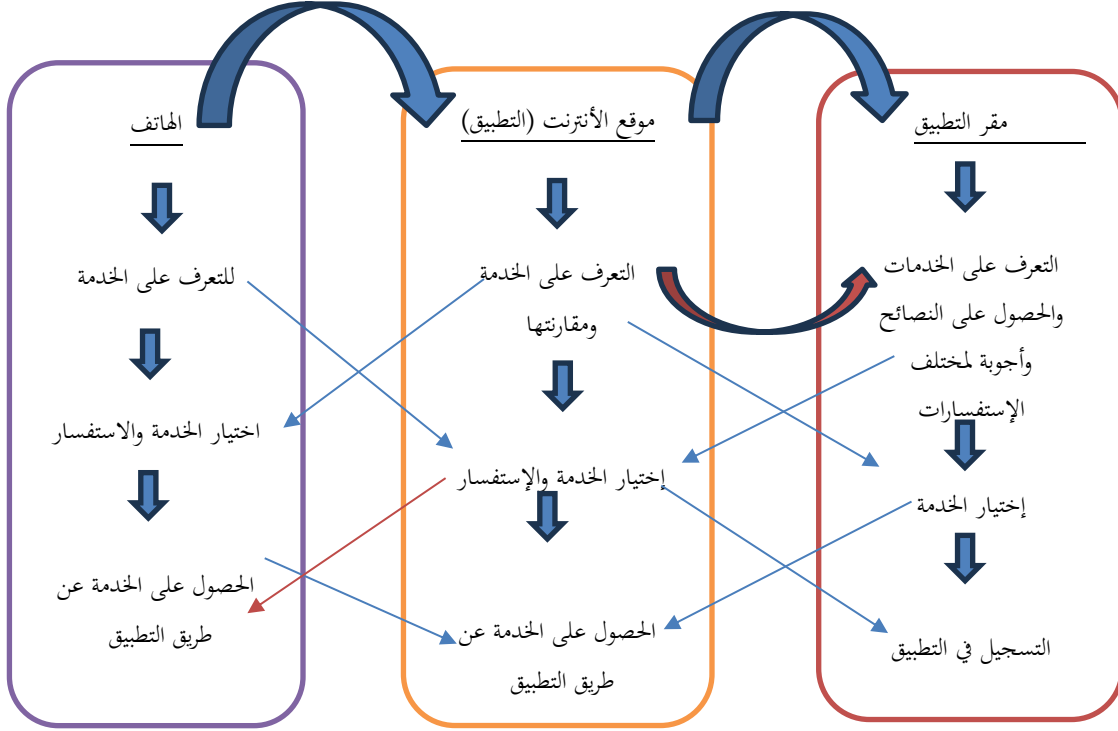 مقر التطبيق
التعرف على الخدمات
والحصول على النصائح
وأجوبة لمختلف
الإستفسارات
إختيار الخدمة
التسجيل في التطبيق
موقع الأنترنت (التطبيق)
التعرف على الخدمة
ومقارنتها
إختيار الخدمة والإستفسار
الحصول على الخدمة عن
طريق التطبيق
الهاتف
للتعرف على الخدمة
اختيار الخدمة والاستفسار
الحصول على الخدمة عن
طريق التطبيق